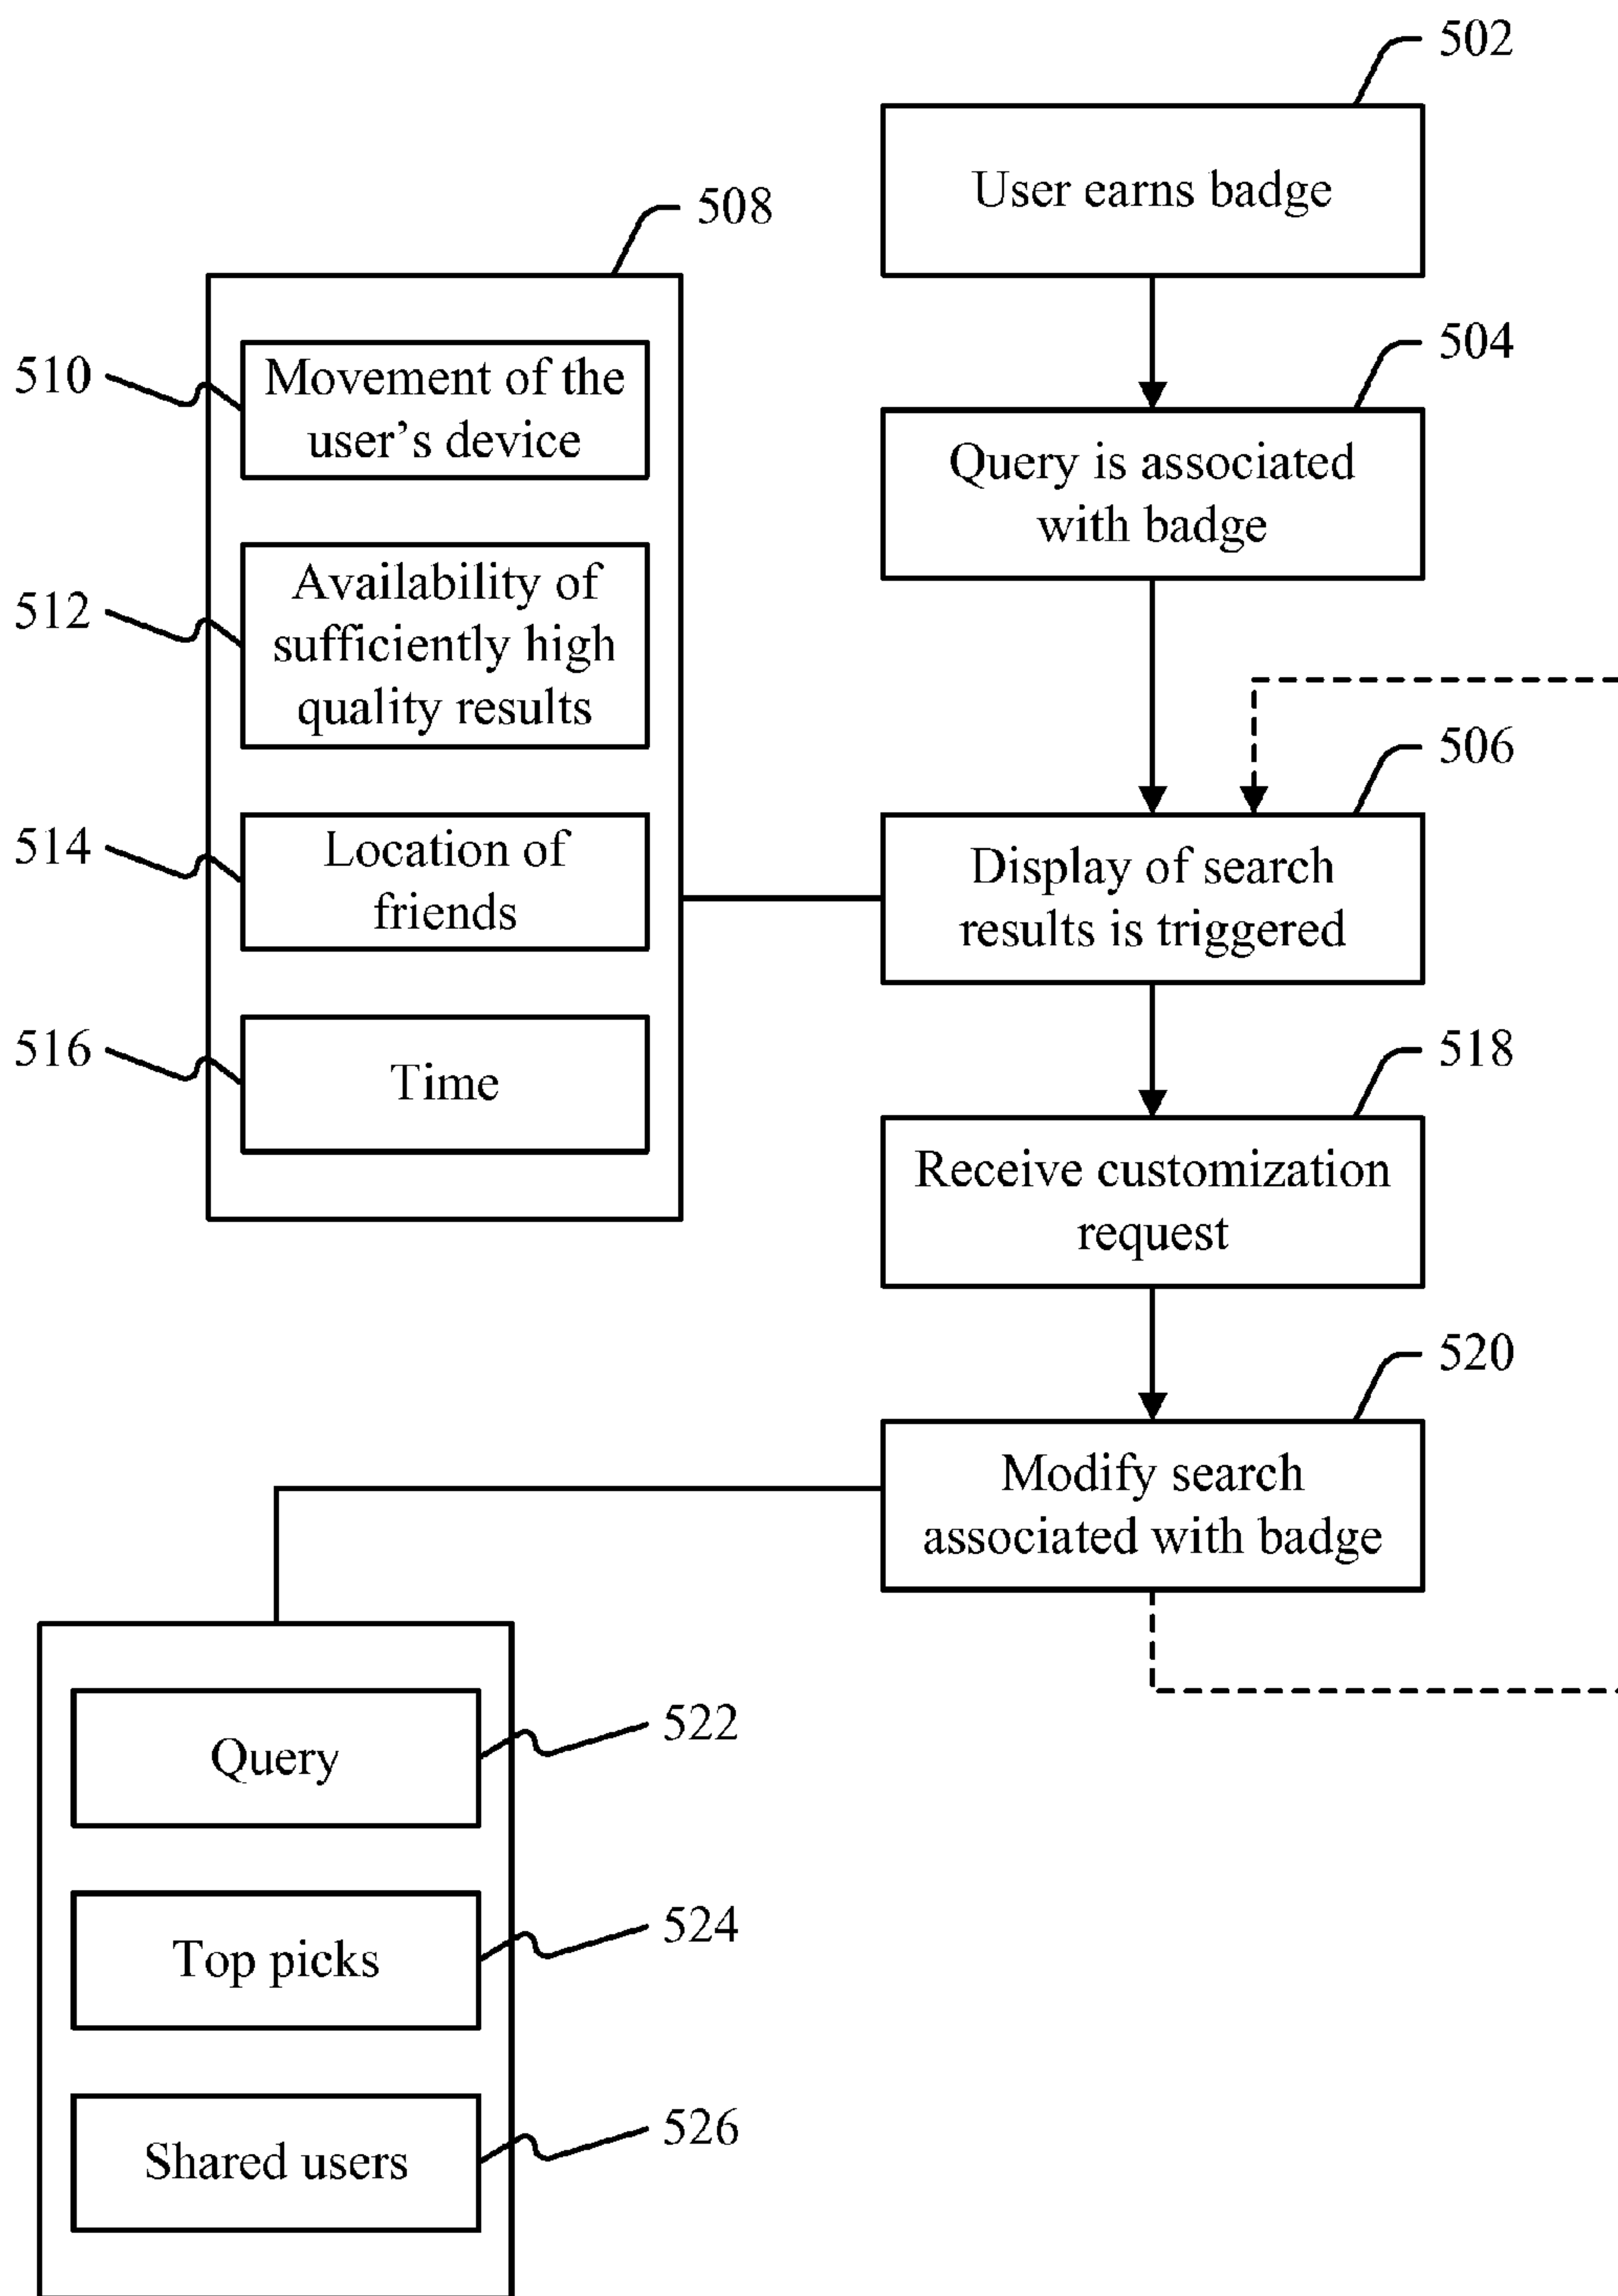 502
User earns badge
508
504
510
Movement of the
user’s device
Query is associated
with badge
512
Availability of
sufficiently high
quality results
506
514
Location of
friends
Display of search
results is triggered
516
Time
518
Receive customization
request
520
Modify search
associated with badge
522
Query
524
Top picks
526
Shared users